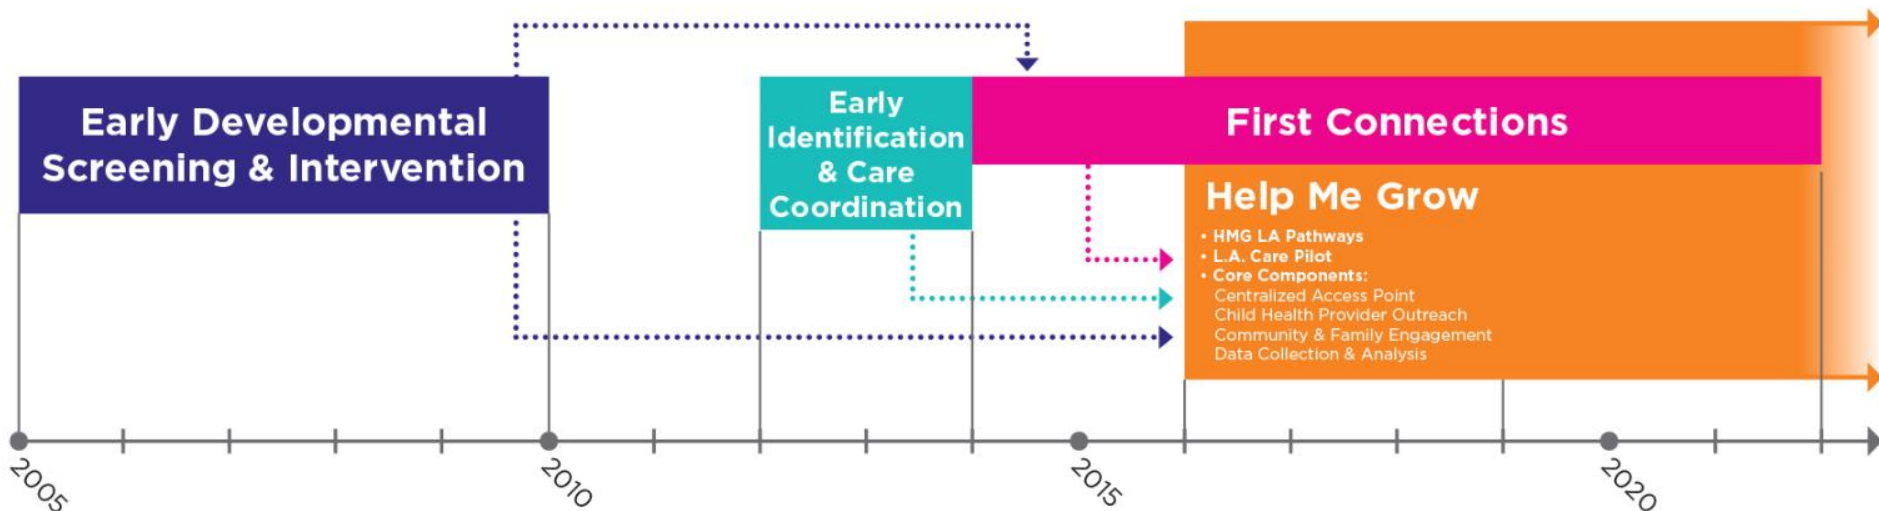 Early Developmental
Screening & Intervention
Early
Identification
& Care
Coordination
First Connections
Help Me Grow
• HMG LA Pathways
• L.A. Care Pilot
• Core Components:
Centralized Access Point
Child Health Provider Outreach
Community & Family Engagement
Data Collection & Analysis
2005
2010
2015
2020